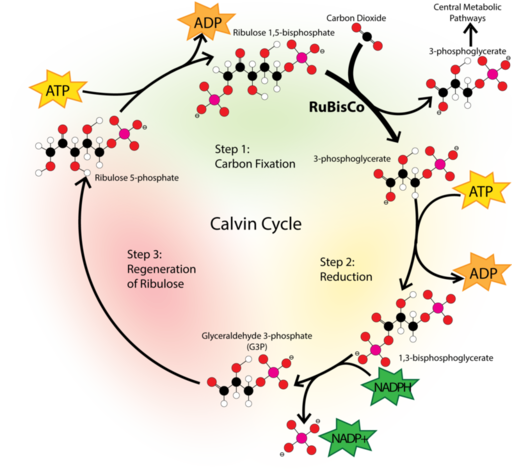 Central Metabolic
Pathways
ADP
Ribulose 1,5-bisphosphate
Carbon Dioxide
3-phosphoglycerate
ATP
RuBisCo
Step 1:
Carbon Fixation
3-phosphoglycerate
Ribulose 5-phosphate
ATP
Calvin Cycle
Step 3:
Regeneration
of Ribulose
Step 2:
Reduction
ADP
Glyceraldehyde 3-phosphate
(G3P)
1,3-bisphosphoglycerate
NADPH
NADP+